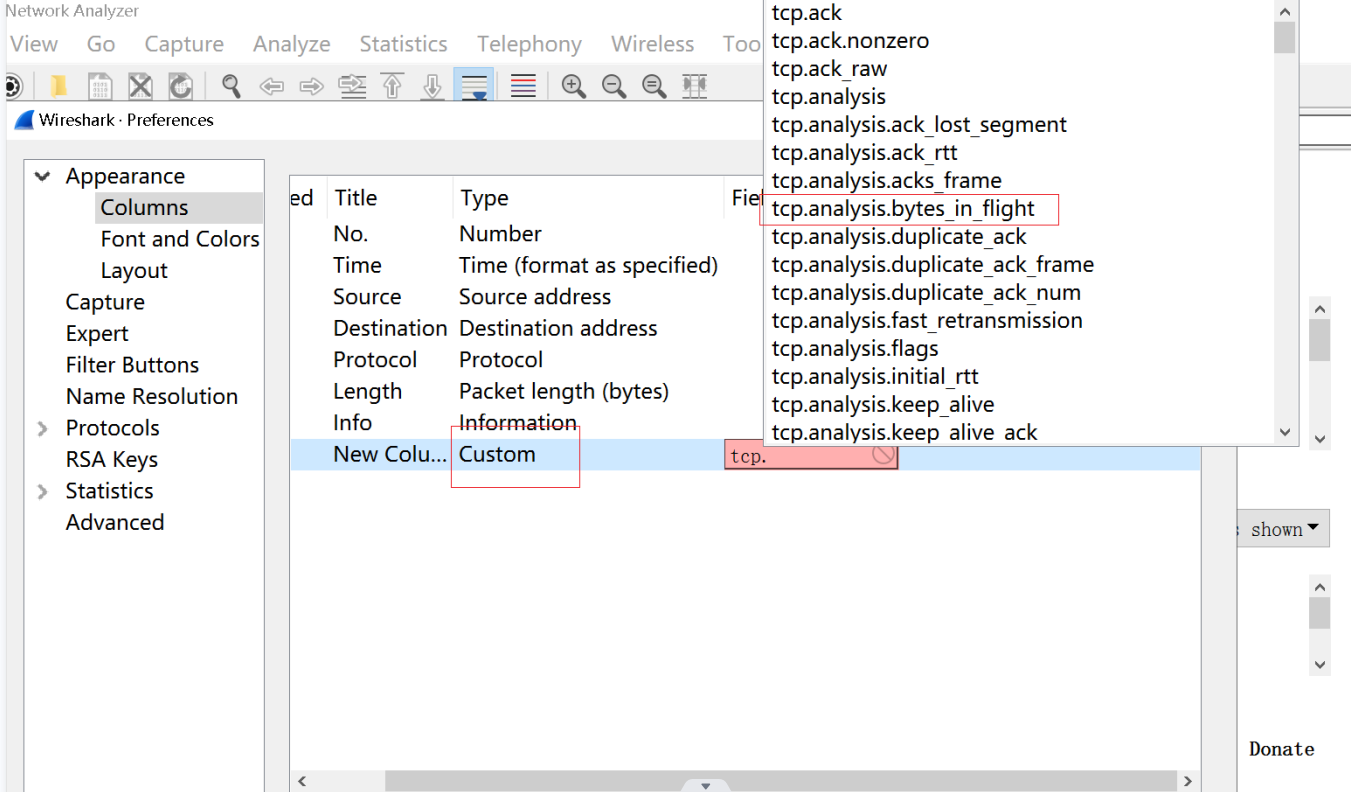 Network Analyzer
View Go Capture Analyze Statistics Telephony Wireless Too
Wireshark · Preferences
Appearance
Columns
Font and Colors
Layout
Capture
Expert
Filter Buttons
Name Resolution
Protocols
RSA Keys
Statistics
Advanced
ed Title Type Fie
No. Number
Time Time (format as specified)
Source Source address
Destination Destination address
Protocol Protocol
Length Packet length (bytes)
Info Information
New Colu... Custom tcp.
tcp.ack
tcp.ack.nonzero
tcp.ack_raw
tcp.analysis
tcp.analysis.ack_lost_segment
tcp.analysis.ack_rtt
tcp.analysis.acks_frame
tcp.analysis.bytes_in_flight
tcp.analysis.duplicate_ack
tcp.analysis.duplicate_ack_frame
tcp.analysis.duplicate_ack_num
tcp.analysis.fast_retransmission
tcp.analysis.flags
tcp.analysis.initial_rtt
tcp.analysis.keep_alive
tcp.analysis.keep_alive_ack
s shown
Donate